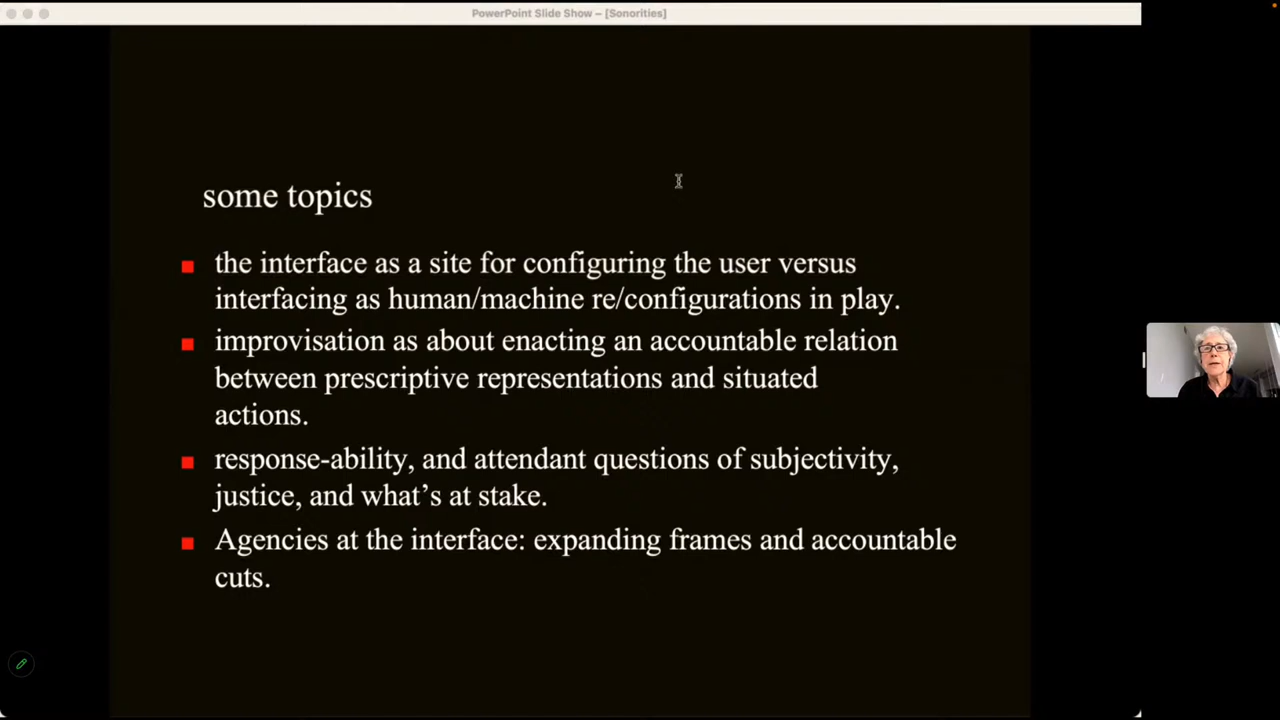 PowerPoint Slide Show – [Sonorities]
some topics
the interface as a site for configuring the user versus
interfacing as human/machine re/configurations in play.
improvisation as about enacting an accountable relation
between prescriptive representations and situated
actions.
response-ability, and attendant questions of subjectivity,
justice, and what’s at stake.
Agencies at the interface: expanding frames and accountable
cuts.